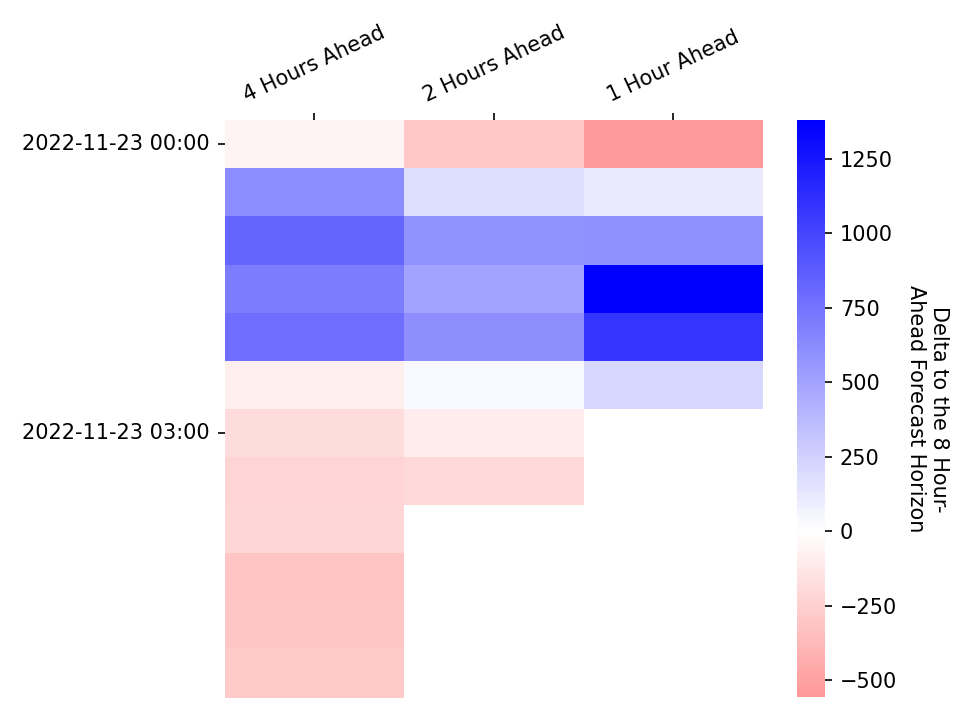 4 Hours Ahead
2 Hours Ahead
1 Hour Ahead
2022-11-23 00:00
2022-11-23 03:00
1250
1000
750
500
250
0
−250
−500
Delta to the 8 Hour-
Ahead Forecast Horizon